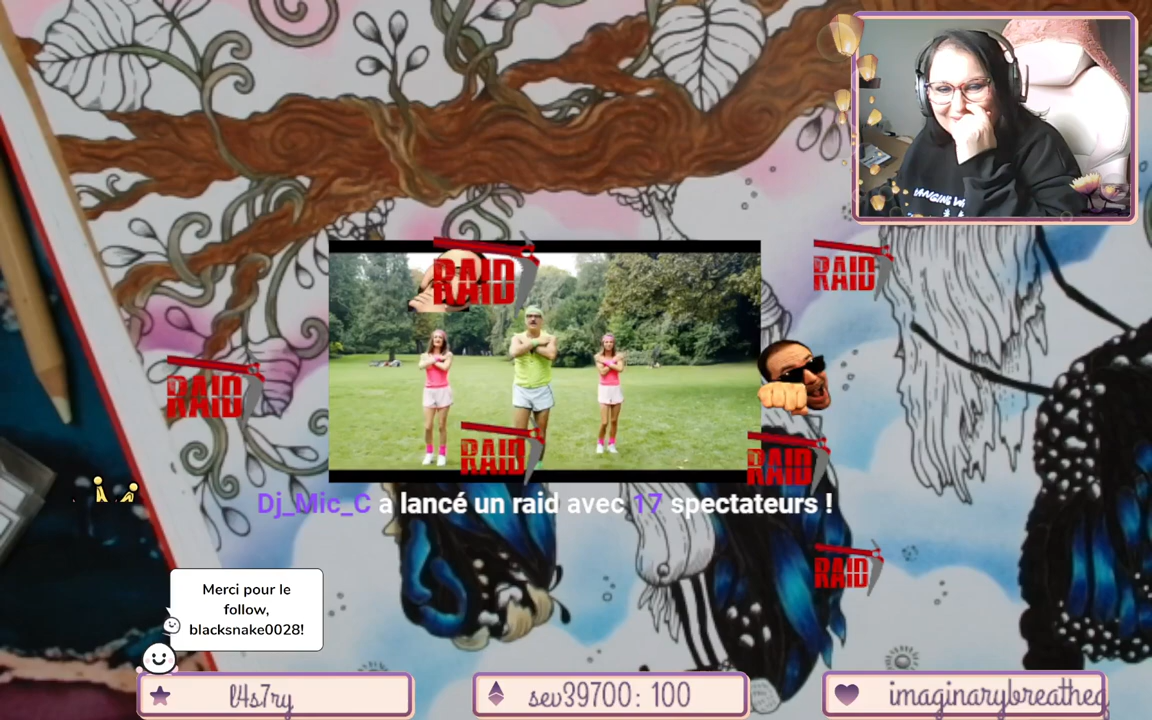 RAID
RAID
RAID
RAID
RAID
Dj_Mic_C a lancé un raid avec 17 spectateurs !
RAID
Merci pour le
follow,
blacksnake0028!
l4s7ry
sev39700: 100
imaginarybreathed